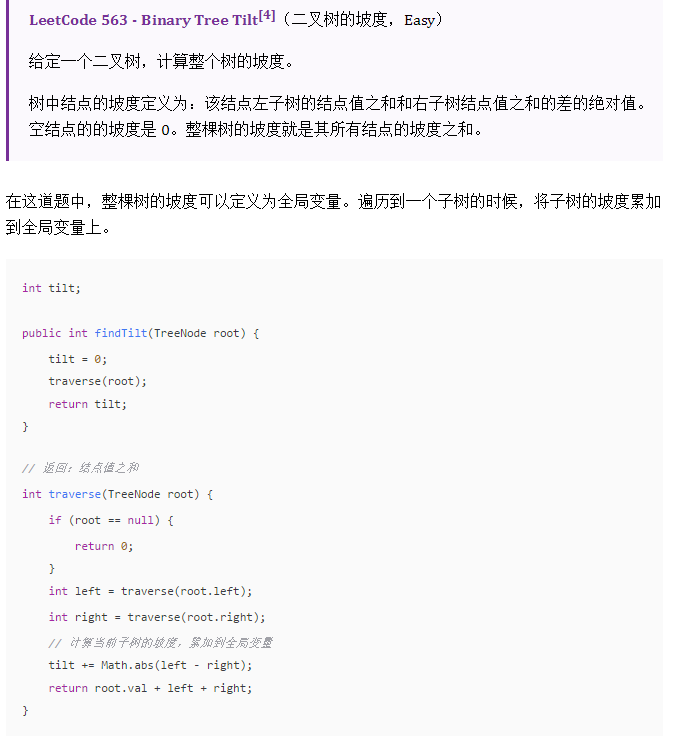 LeetCode 563 - Binary Tree Tilt[4]（二叉树的坡度，Easy）
给定一个二叉树，计算整个树的坡度。
树中结点的坡度定义为：该结点左子树的结点值之和和右子树结点值之和的差的绝对值。
空结点的的坡度是 0。整棵树的坡度就是其所有结点的坡度之和。
在这道题中，整棵树的坡度可以定义为全局变量。遍历到一个子树的时候，将子树的坡度累加
到全局变量上。
int tilt;
public int findTilt(TreeNode root) {
    tilt = 0;
    traverse(root);
    return tilt;
}
// 返回：结点值之和
int traverse(TreeNode root) {
    if (root == null) {
        return 0;
    }
    int left = traverse(root.left);
    int right = traverse(root.right);
    // 计算当前子树的坡度，累加到全局变量
    tilt += Math.abs(left - right);
    return root.val + left + right;
}